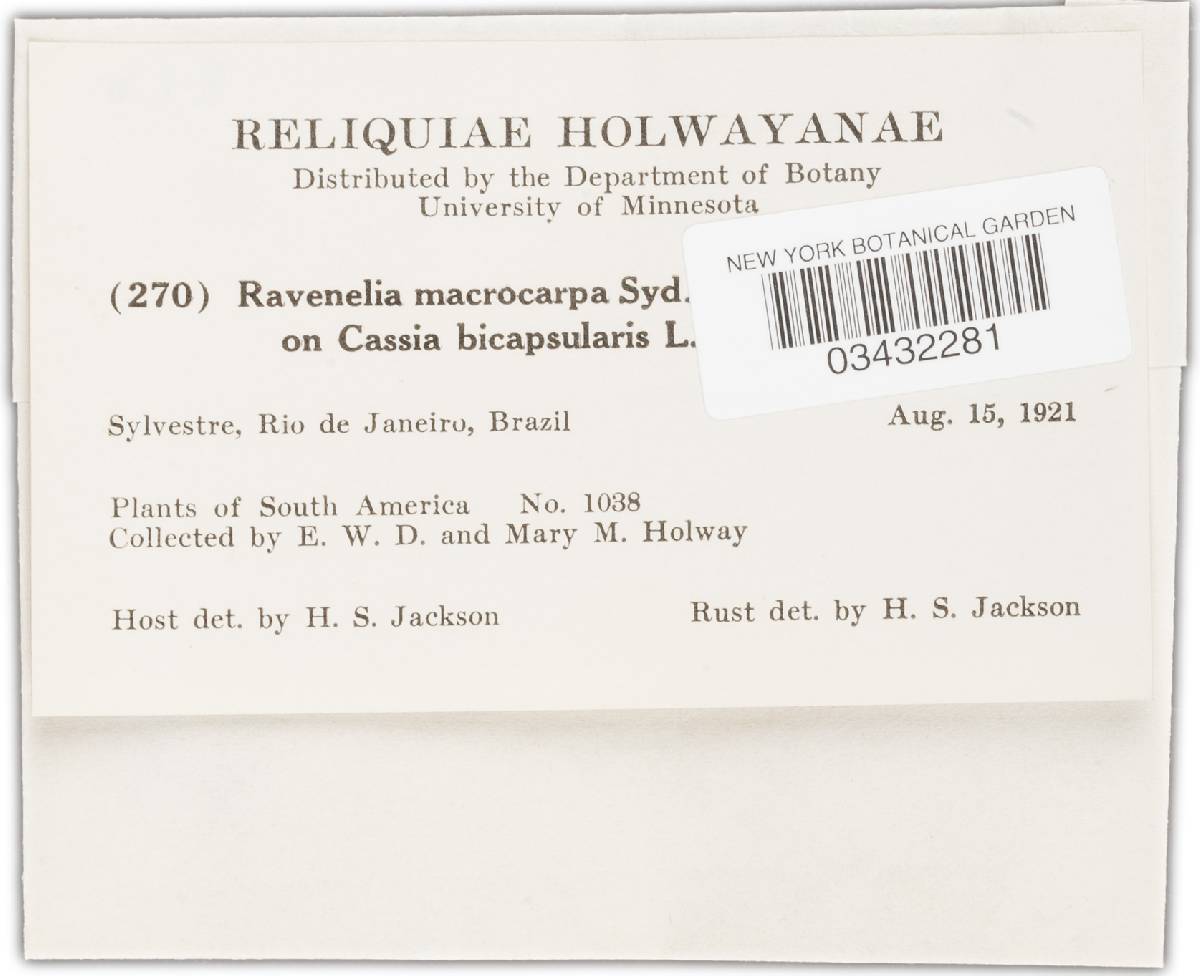 RELIQUIAE HOLWAYANAE
Distributed by the Department of Botany
University of Minnesota
NEW YORK BOTANICAL GARDEN
03432281
(270) Ravenelia macrocarpa Syd.
on Cassia bicapsularis L.
Sylvestre, Rio de Janeiro, Brazil Aug. 15, 1921
Plants of South America No. 1038
Collected by E. W. D. and Mary M. Holway
Host det. by H. S. Jackson Rust det. by H. S. Jackson